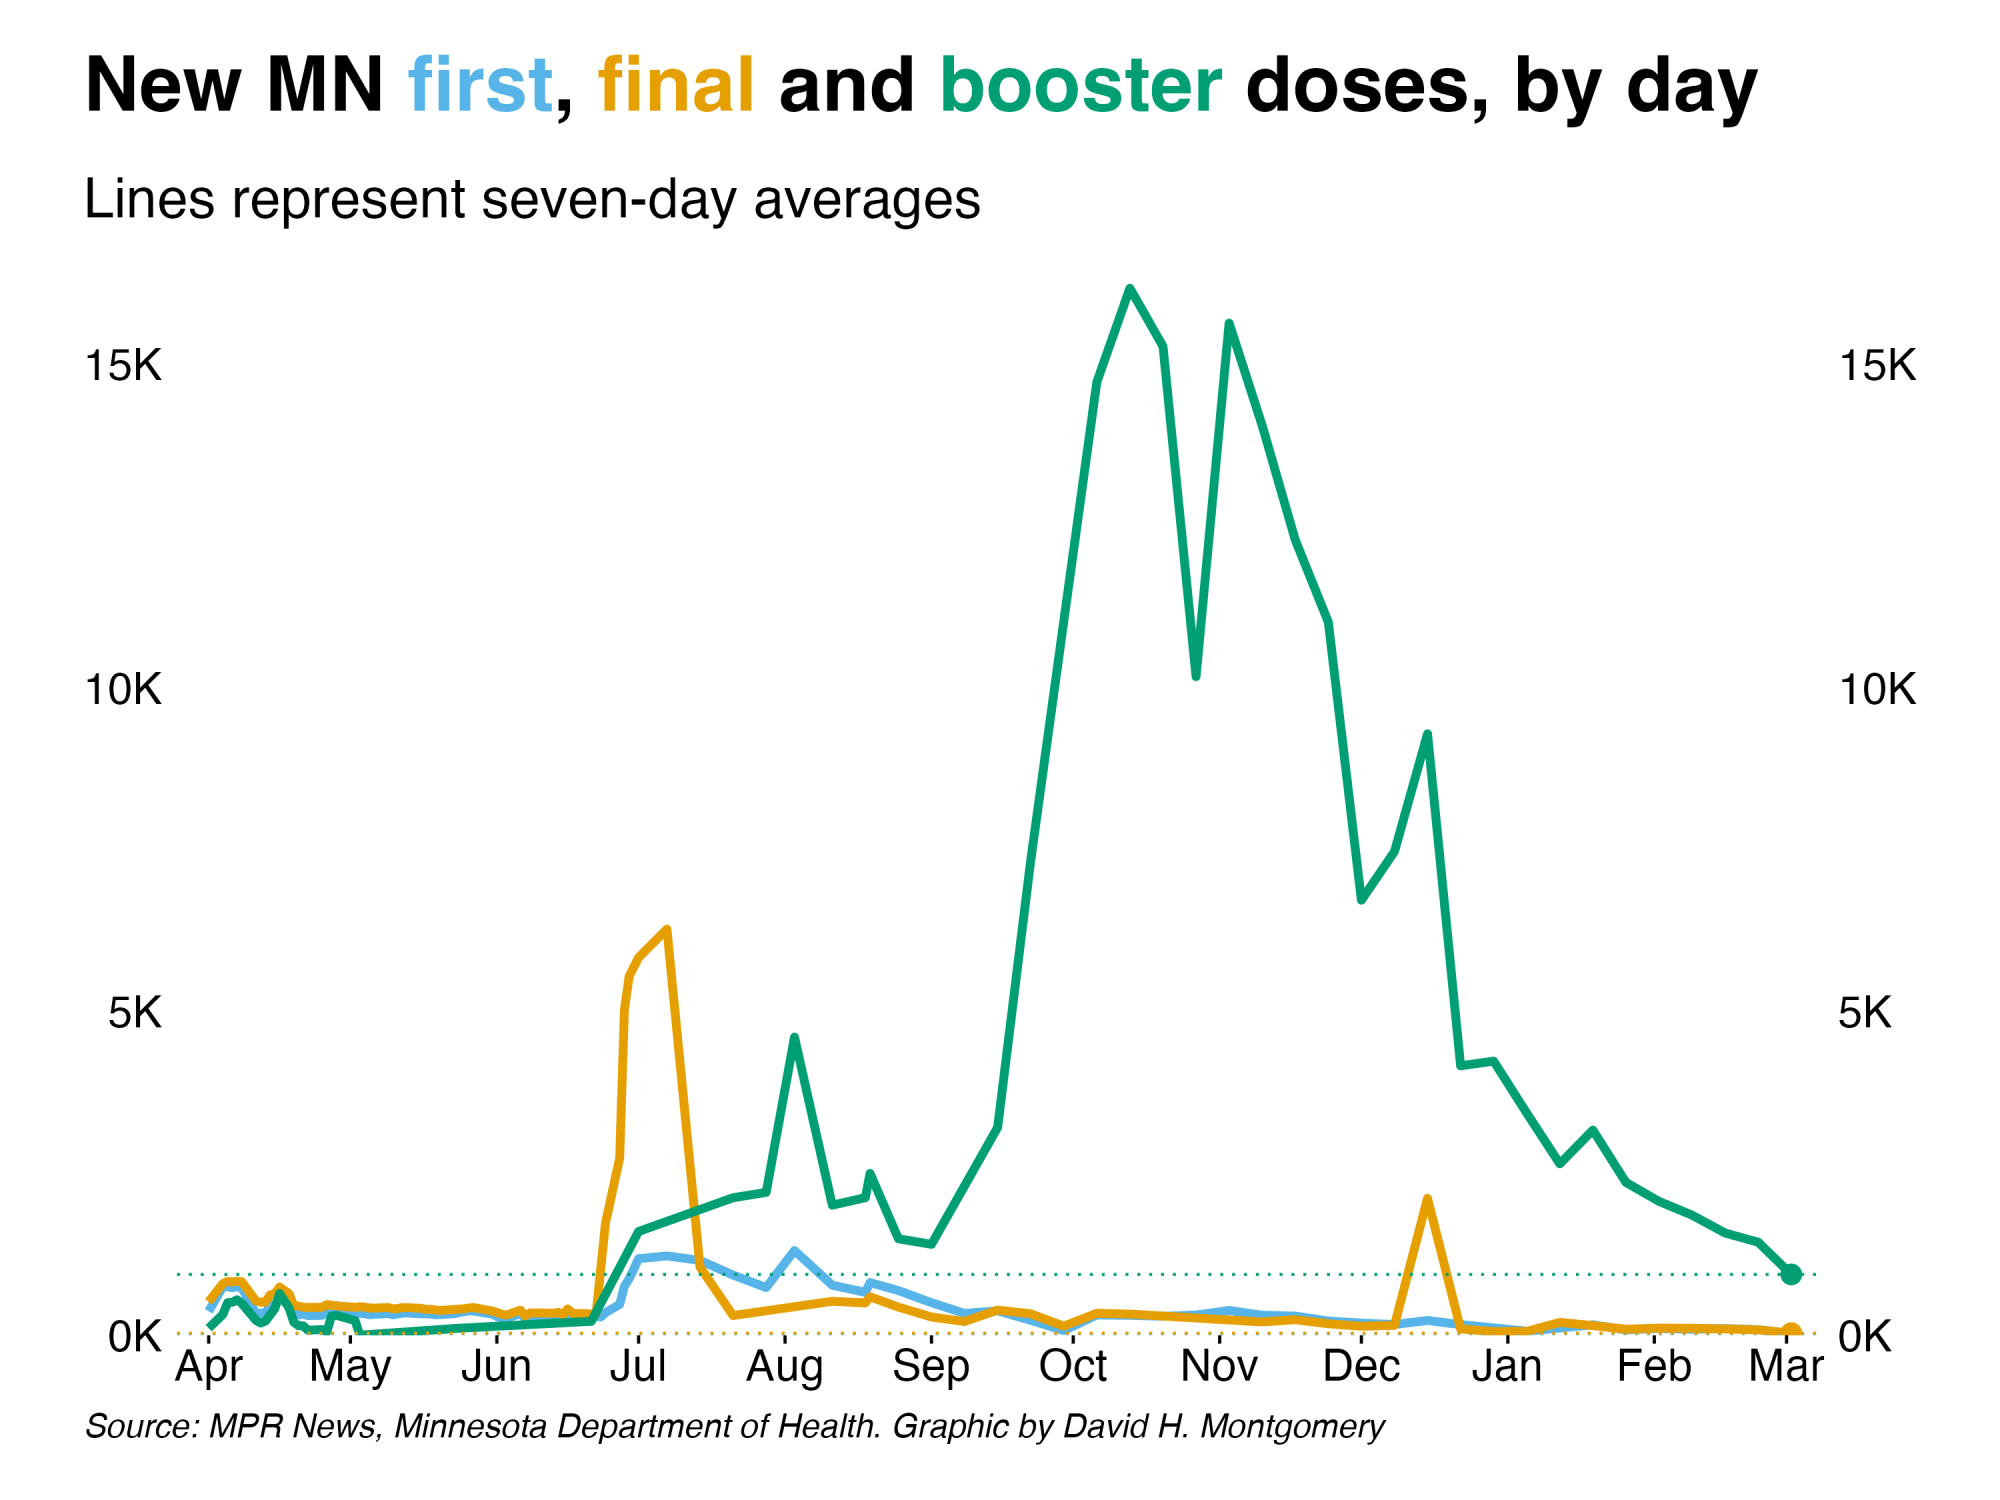 New MN first, final and booster doses, by day
Lines represent seven-day averages
15K 15K
10K 10K
5K 5K
0K 0K
Apr May Jun Jul Aug Sep Oct Nov Dec Jan Feb Mar
Source: MPR News, Minnesota Department of Health. Graphic by David H. Montgomery